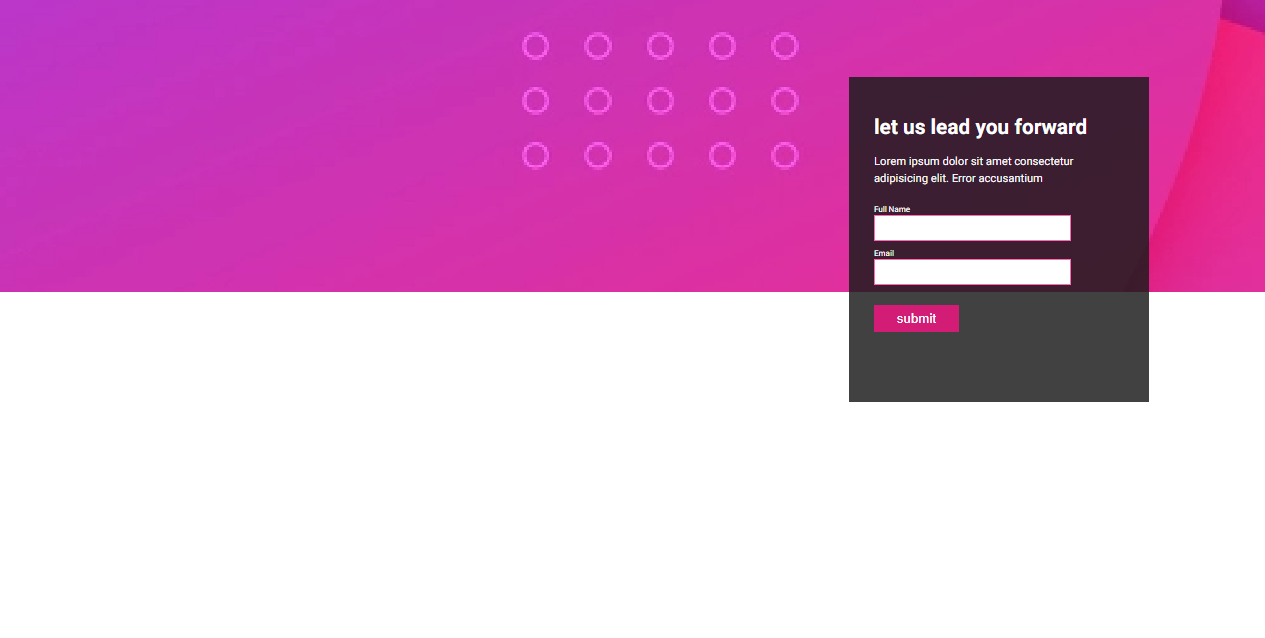 let us lead you forward
Lorem ipsum dolor sit amet consectetur
adipisicing elit. Error accusantium
Full Name
Email
submit